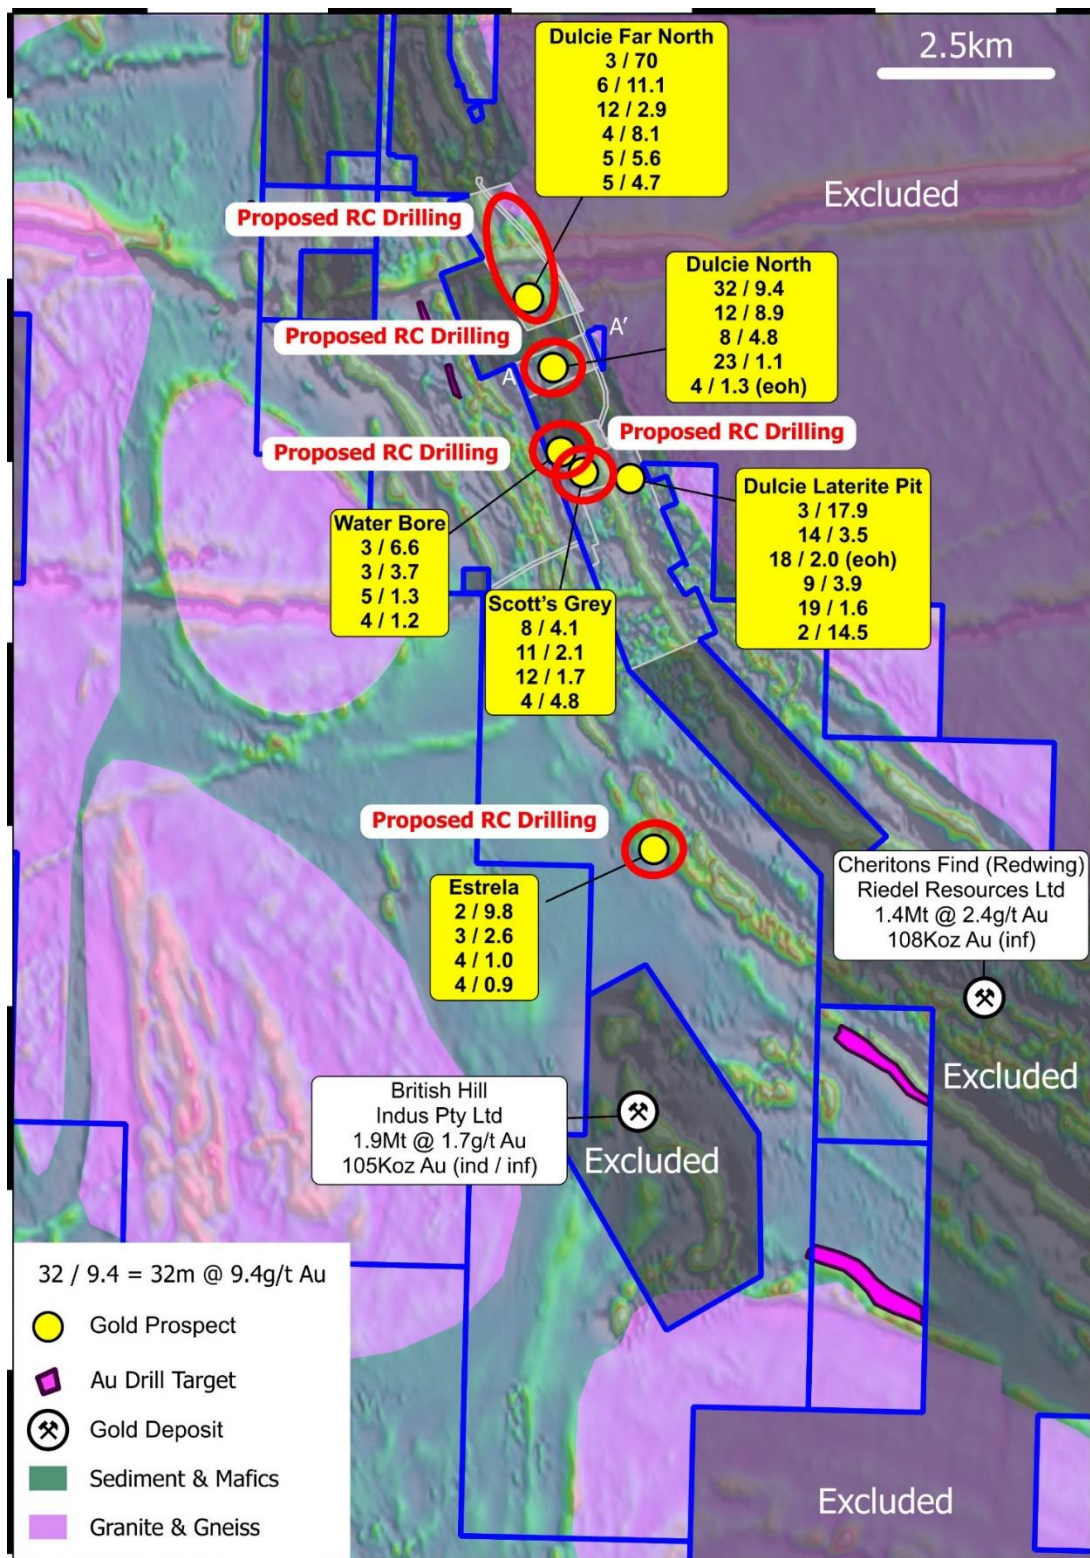 Dulcie Far North
3 / 70
6 / 11.1
12 / 2.9
4 / 8.1
5 / 5.6
5 / 4.7
2.5km
Excluded
Proposed RC Drilling
Dulcie North
32 / 9.4
12 / 8.9
8 / 4.8
23 / 1.1
4 / 1.3 (eoh)
Proposed RC Drilling
A'
A
Proposed RC Drilling
Proposed RC Drilling
Dulcie Laterite Pit
3 / 17.9
14 / 3.5
18 / 2.0 (eoh)
9 / 3.9
19 / 1.6
2 / 14.5
Water Bore
3 / 6.6
3 / 3.7
5 / 1.3
4 / 1.2
Scott's Grey
8 / 4.1
11 / 2.1
12 / 1.7
4 / 4.8
Proposed RC Drilling
Estrela
2 / 9.8
3 / 2.6
4 / 1.0
4 / 0.9
Cheritons Find (Redwing)
Riedel Resources Ltd
1.4Mt @ 2.4g/t Au
108Koz Au (inf)
Excluded
British Hill
Indus Pty Ltd
1.9Mt @ 1.7g/t Au
105Koz Au (ind / inf)
Excluded
32 / 9.4 = 32m @ 9.4g/t Au
Gold Prospect
Au Drill Target
Gold Deposit
Sediment & Mafics
Granite & Gneiss
Excluded